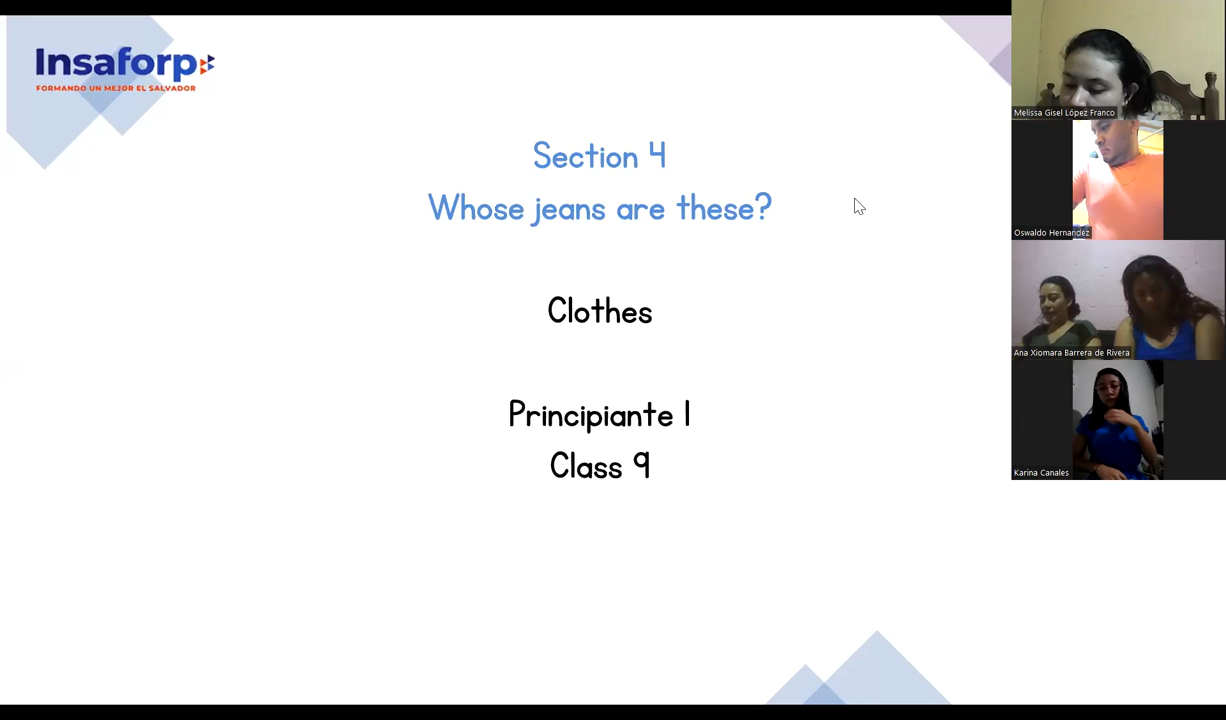 Insaforp
FORMANDO UN MEJOR EL SALVADOR
Section 4
Whose jeans are these?
Clothes
Principiante 1
Class 9
Melissa Gisel López Franco
Oswaldo Hernandez
Ana Xiomara Barrera de Rivera
Karina Canales